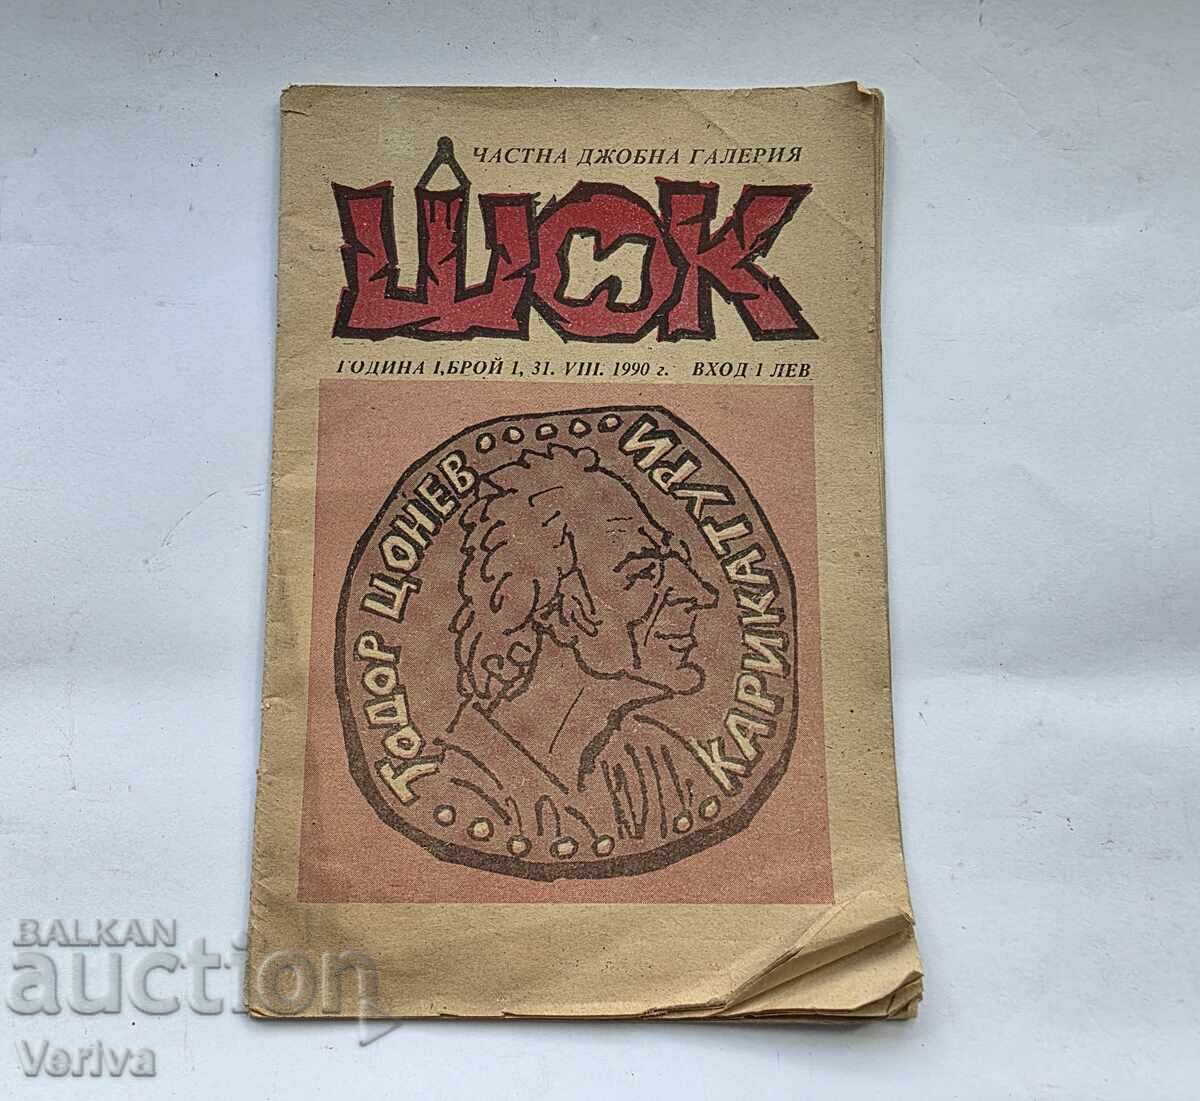 ЧАСТНА ДЖОБНА ГАЛЕРИЯ
ШОК
и
ГОДИНА I, БРОЙ 1, 31. VIII. 1990 г. ВХОД 1 ЛЕВ
ТОДОР ЦОНЕВ
КАРИКАТУРИ
BALKAN
auction
Veriva